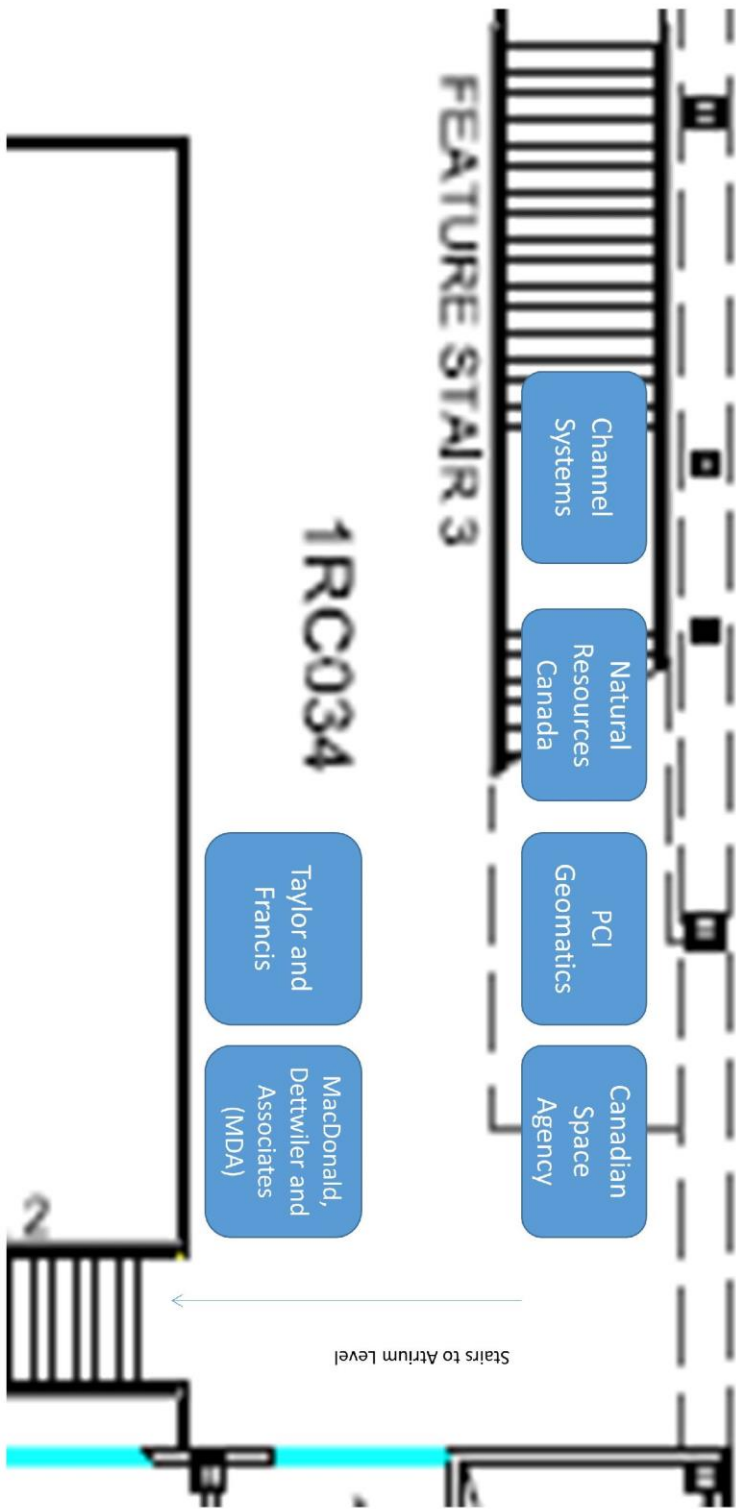 FEATURE STAIR 3
1RC034
Channel
Systems
Natural
Resources
Canada
PCI
Geomatics
Canadian
Space
Agency
Taylor and
Francis
MacDonald,
Dettwiler and
Associates
(MDA)
2
Stairs to Atrium Level